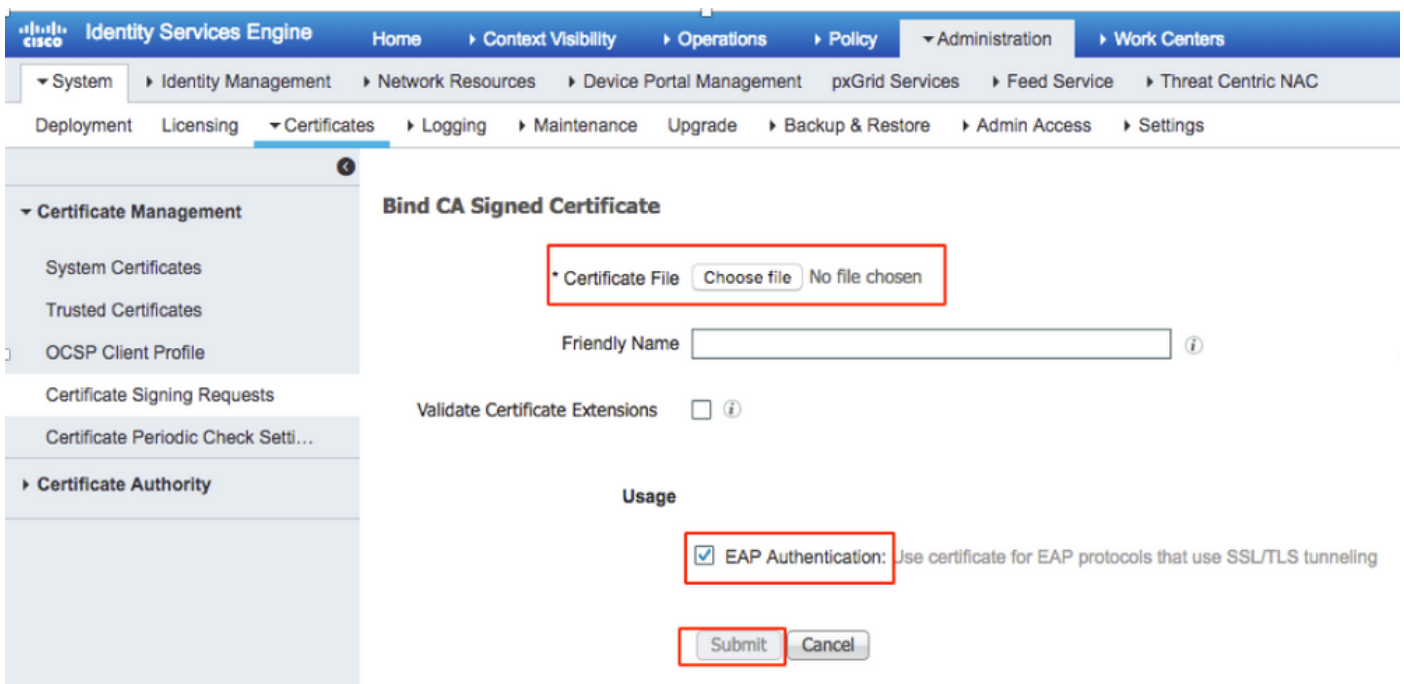 cisco Identity Services Engine Home Context Visibility Operations Policy Administration Work Centers
System Identity Management Network Resources Device Portal Management pxGrid Services Feed Service Threat Centric NAC
Deployment Licensing Certificates Logging Maintenance Upgrade Backup & Restore Admin Access Settings
Certificate Management
System Certificates
Trusted Certificates
OCSP Client Profile
Certificate Signing Requests
Certificate Periodic Check Setti...
Certificate Authority
Bind CA Signed Certificate
* Certificate File Choose file No file chosen
Friendly Name
Validate Certificate Extensions
Usage
EAP Authentication: Use certificate for EAP protocols that use SSL/TLS tunneling
Submit Cancel